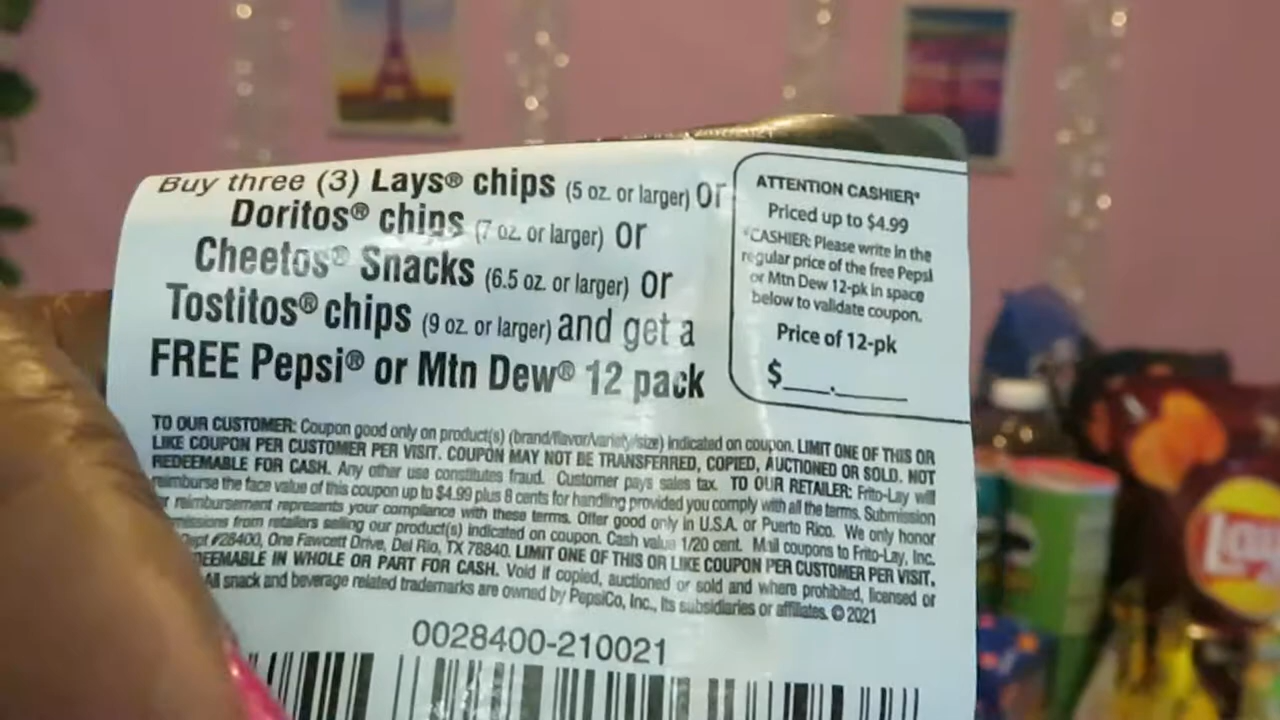 Buy three (3) Lays® chips (5 oz. or larger) or
Doritos® chips (7 oz. or larger) or
Cheetos® Snacks (6.5 oz. or larger) or
Tostitos® chips (9 oz. or larger) and get a
FREE Pepsi® or Mtn Dew® 12 pack
ATTENTION CASHIER*
Priced up to $4.99
*CASHIER: Please write in the
regular price of the free Pepsi
or Mtn Dew 12-pk in space
below to validate coupon.
Price of 12-pk
$___.____
TO OUR CUSTOMER: Coupon good only on product(s) (brand/flavor/variety/size) indicated on coupon. LIMIT ONE OF THIS OR
LIKE COUPON PER CUSTOMER PER VISIT. COUPON MAY NOT BE TRANSFERRED, COPIED, AUCTIONED OR SOLD. NOT
REDEEMABLE FOR CASH. Any other use constitutes fraud. Customer pays sales tax. TO OUR RETAILER: Frito-Lay will
reimburse the face value of this coupon up to $4.99 plus 8 cents for handling provided you comply with all the terms. Submission
reimbursement represents your compliance with these terms. Offer good only in U.S.A. or Puerto Rico. We only honor
from retailers selling our product(s) indicated on coupon. Cash value 1/20 cent. Mail coupons to Frito-Lay, Inc.
#28400, One Fawcett Drive, Del Rio, TX 78840. LIMIT ONE OF THIS OR LIKE COUPON PER CUSTOMER PER VISIT.
IN WHOLE OR PART FOR CASH. Void if copied, auctioned or sold and where prohibited, licensed or
All snack and beverage related trademarks are owned by PepsiCo, Inc., its subsidiaries or affiliates. © 2021
0028400-210021